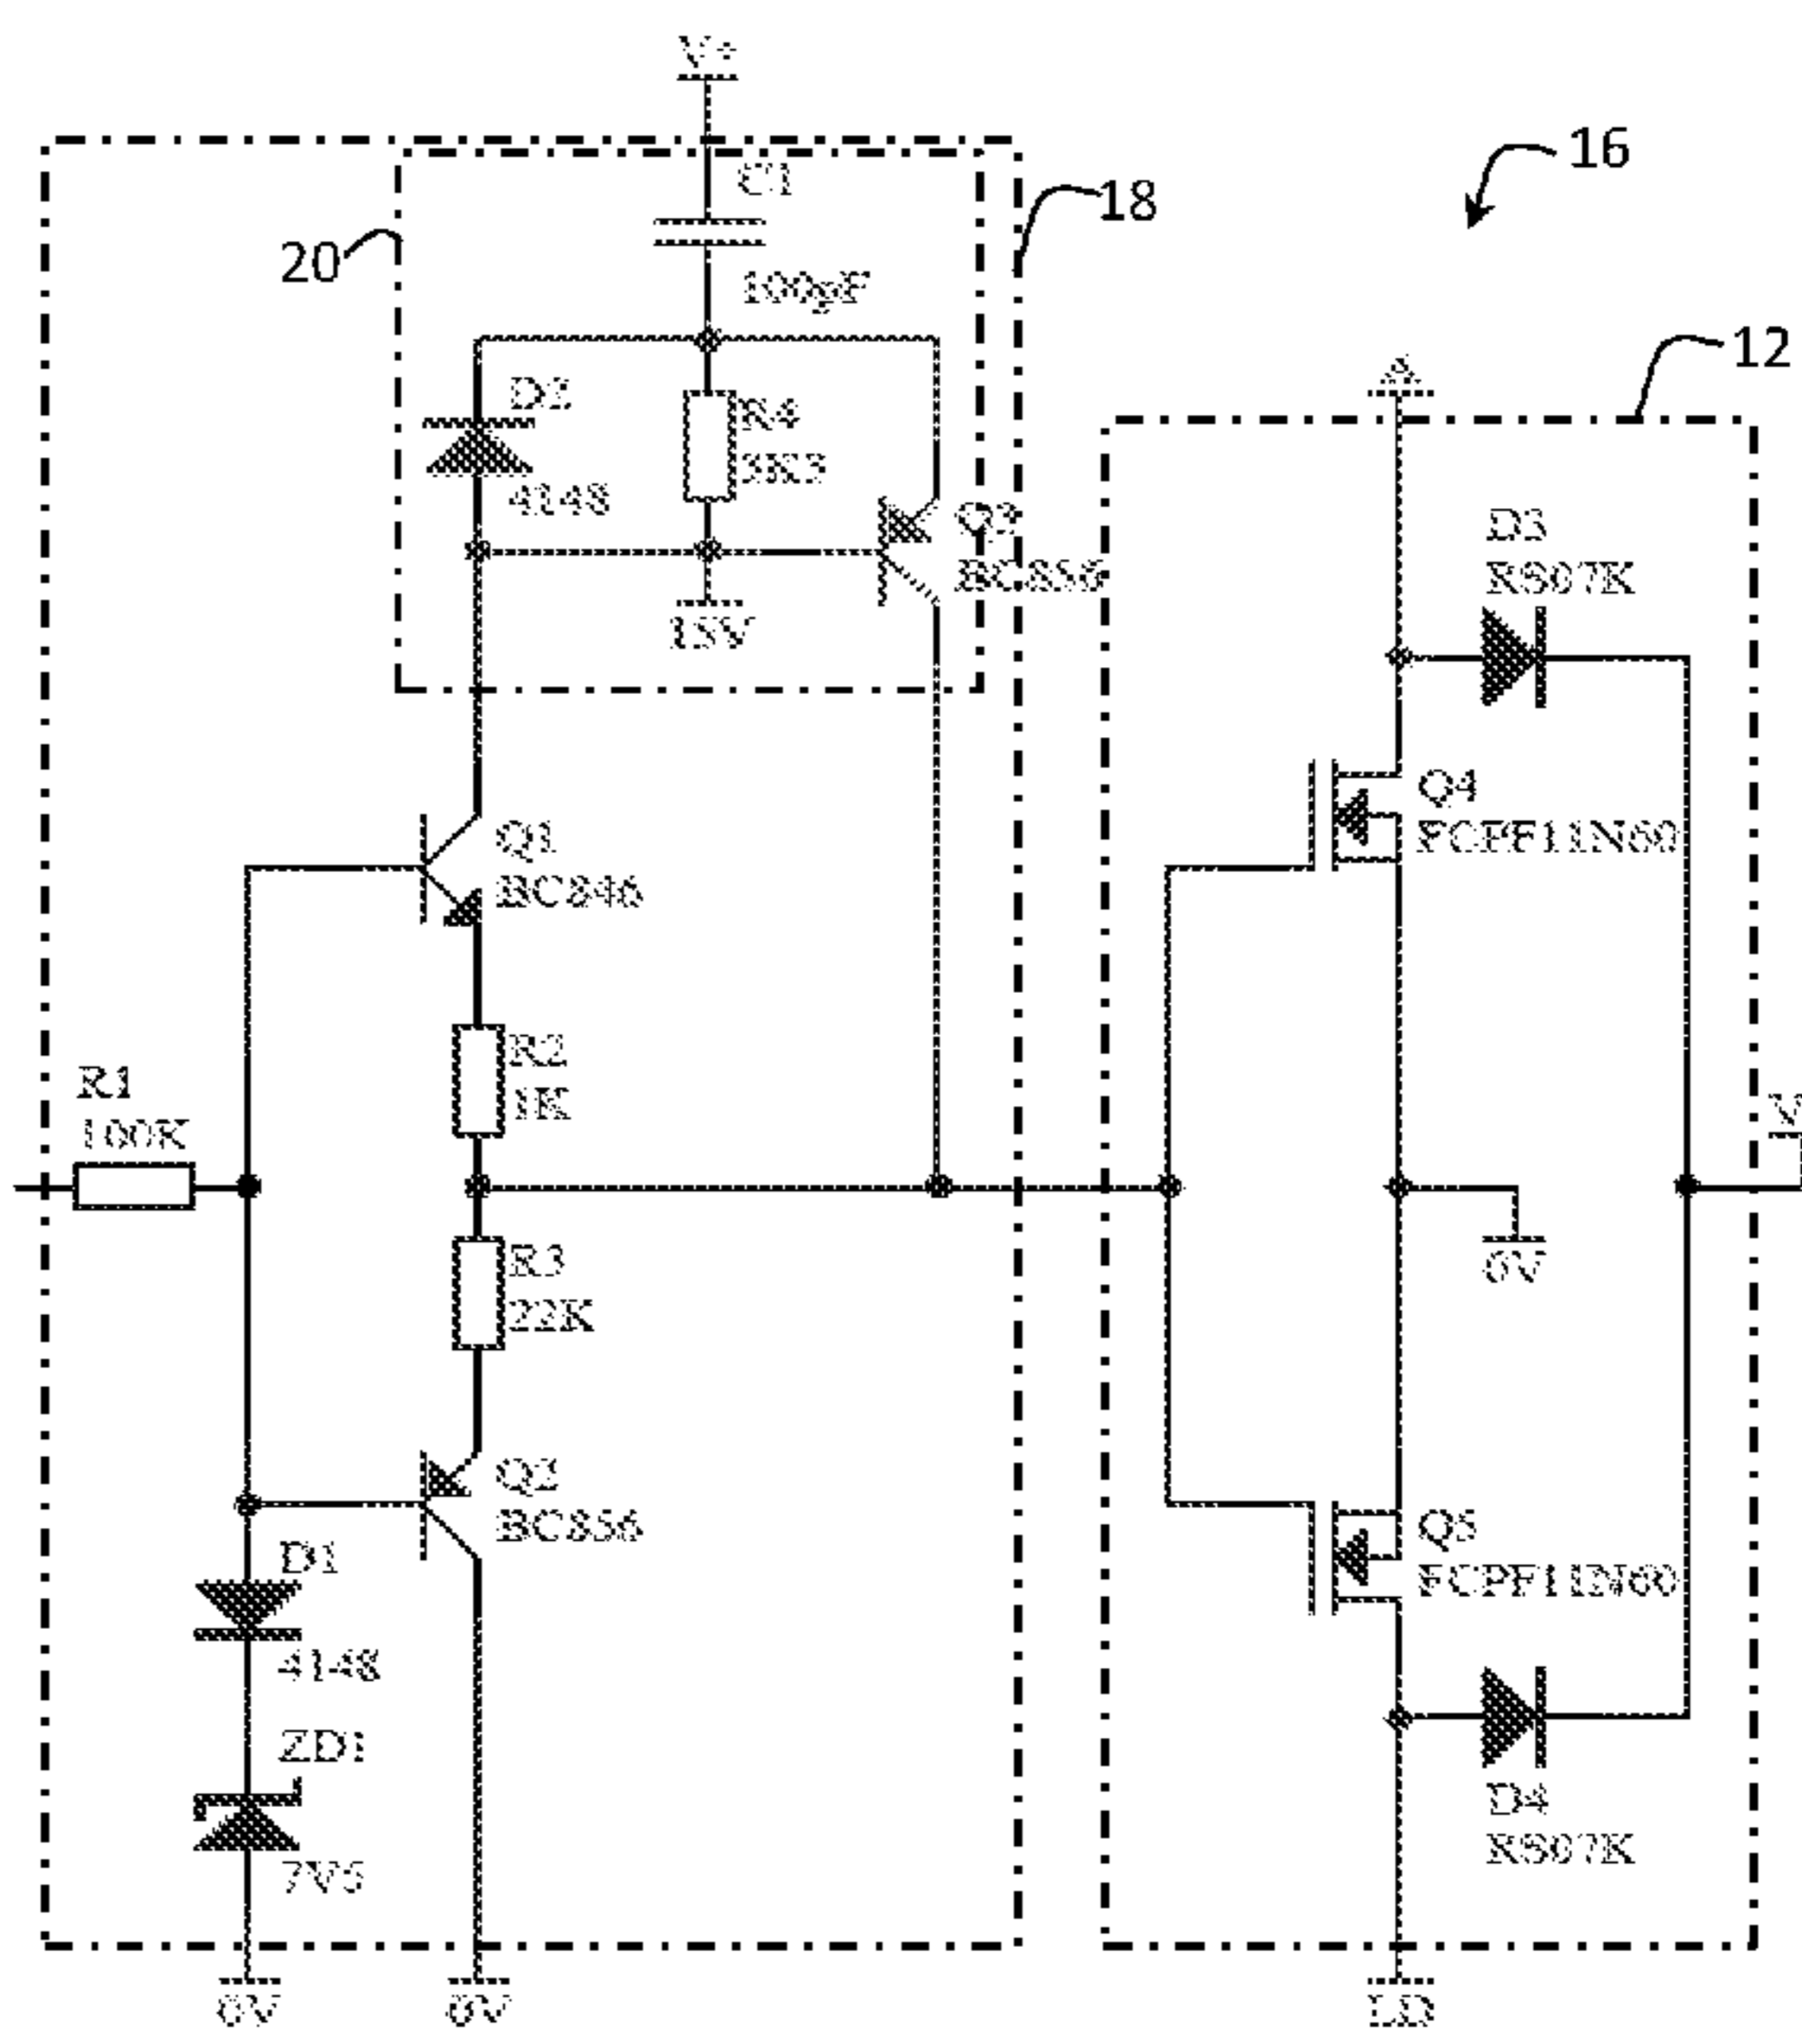 V+
16
C1
18
20
100pF
12
A
D2
R4
3K3
4148
Q3
BC856
D3
RS07K
15V
Q4
FCPF11N60
Q1
BC846
R2
1K
R1
100K
V
R3
22K
0V
Q2
BC856
Q5
FCPF11N60
D1
4148
ZD1
D4
RS07K
7V5
0V
0V
LD